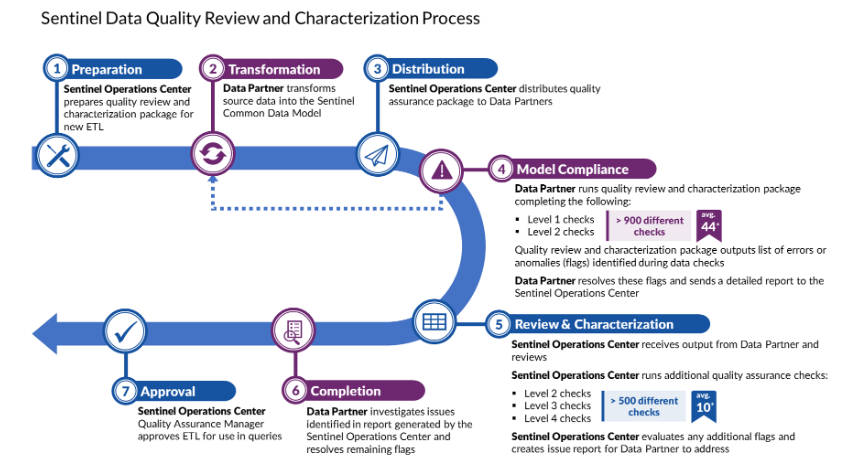 Sentinel Data Quality Review and Characterization Process
1 Preparation
Sentinel Operations Center
prepares quality review and
characterization package for
new ETL
2 Transformation
Data Partner transforms
source data into the Sentinel
Common Data Model
3 Distribution
Sentinel Operations Center distributes quality
assurance package to Data Partners
4 Model Compliance
Data Partner runs quality review and characterization package
completing the following:
▪ Level 1 checks
▪ Level 2 checks
> 900 different
checks
avg.
44*
Quality review and characterization package outputs list of errors or
anomalies (flags) identified during data checks
Data Partner resolves these flags and sends a detailed report to the
Sentinel Operations Center
5 Review & Characterization
Sentinel Operations Center receives output from Data Partner and
reviews
Sentinel Operations Center runs additional quality assurance checks:
▪ Level 2 checks
▪ Level 3 checks
▪ Level 4 checks
> 500 different
checks
avg.
10*
Sentinel Operations Center evaluates any additional flags and
creates issue report for Data Partner to address
6 Completion
Data Partner investigates issues
identified in report generated by the
Sentinel Operations Center and
resolves remaining flags
7 Approval
Sentinel Operations Center
Quality Assurance Manager
approves ETL for use in queries